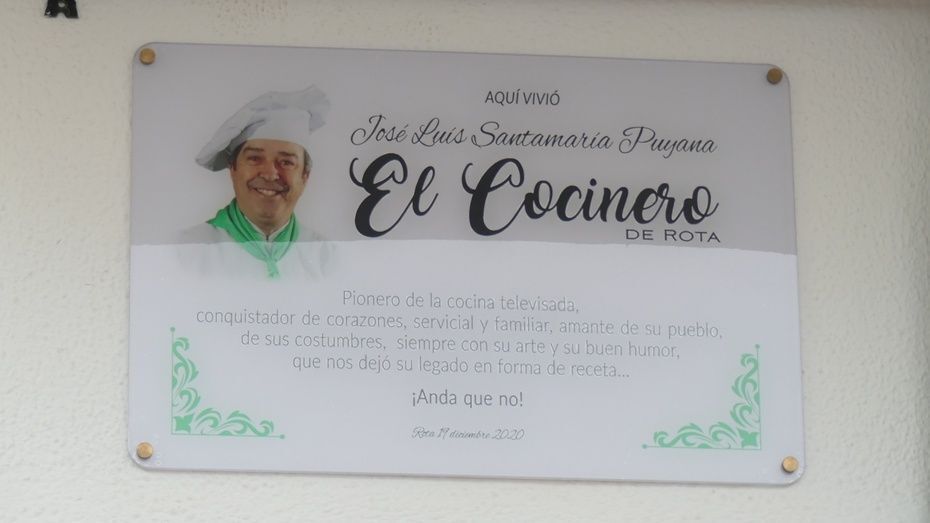 A
AQUÍ VIVIÓ
José Luis Santamaría Puyana
El Cocinero
DE ROTA
Pionero de la cocina televisada,
conquistador de corazones, servicial y familiar, amante de su pueblo,
de sus costumbres, siempre con su arte y su buen humor,
que nos dejó su legado en forma de receta...
¡Anda que no!
Rota 19 diciembre 2020